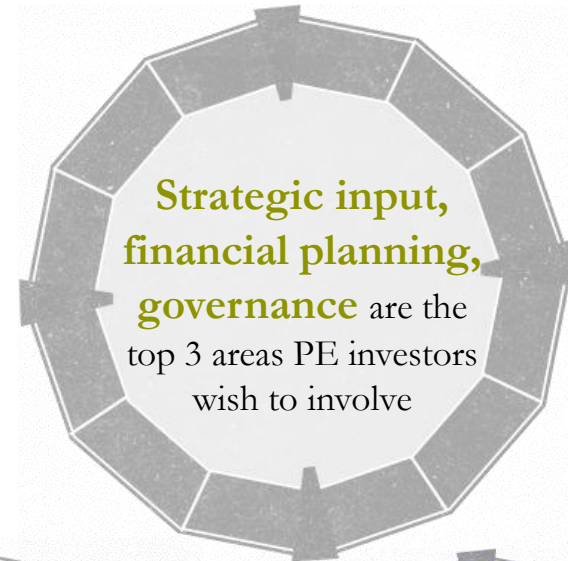 Strategic input,
financial planning,
governance are the
top 3 areas PE investors
wish to involve